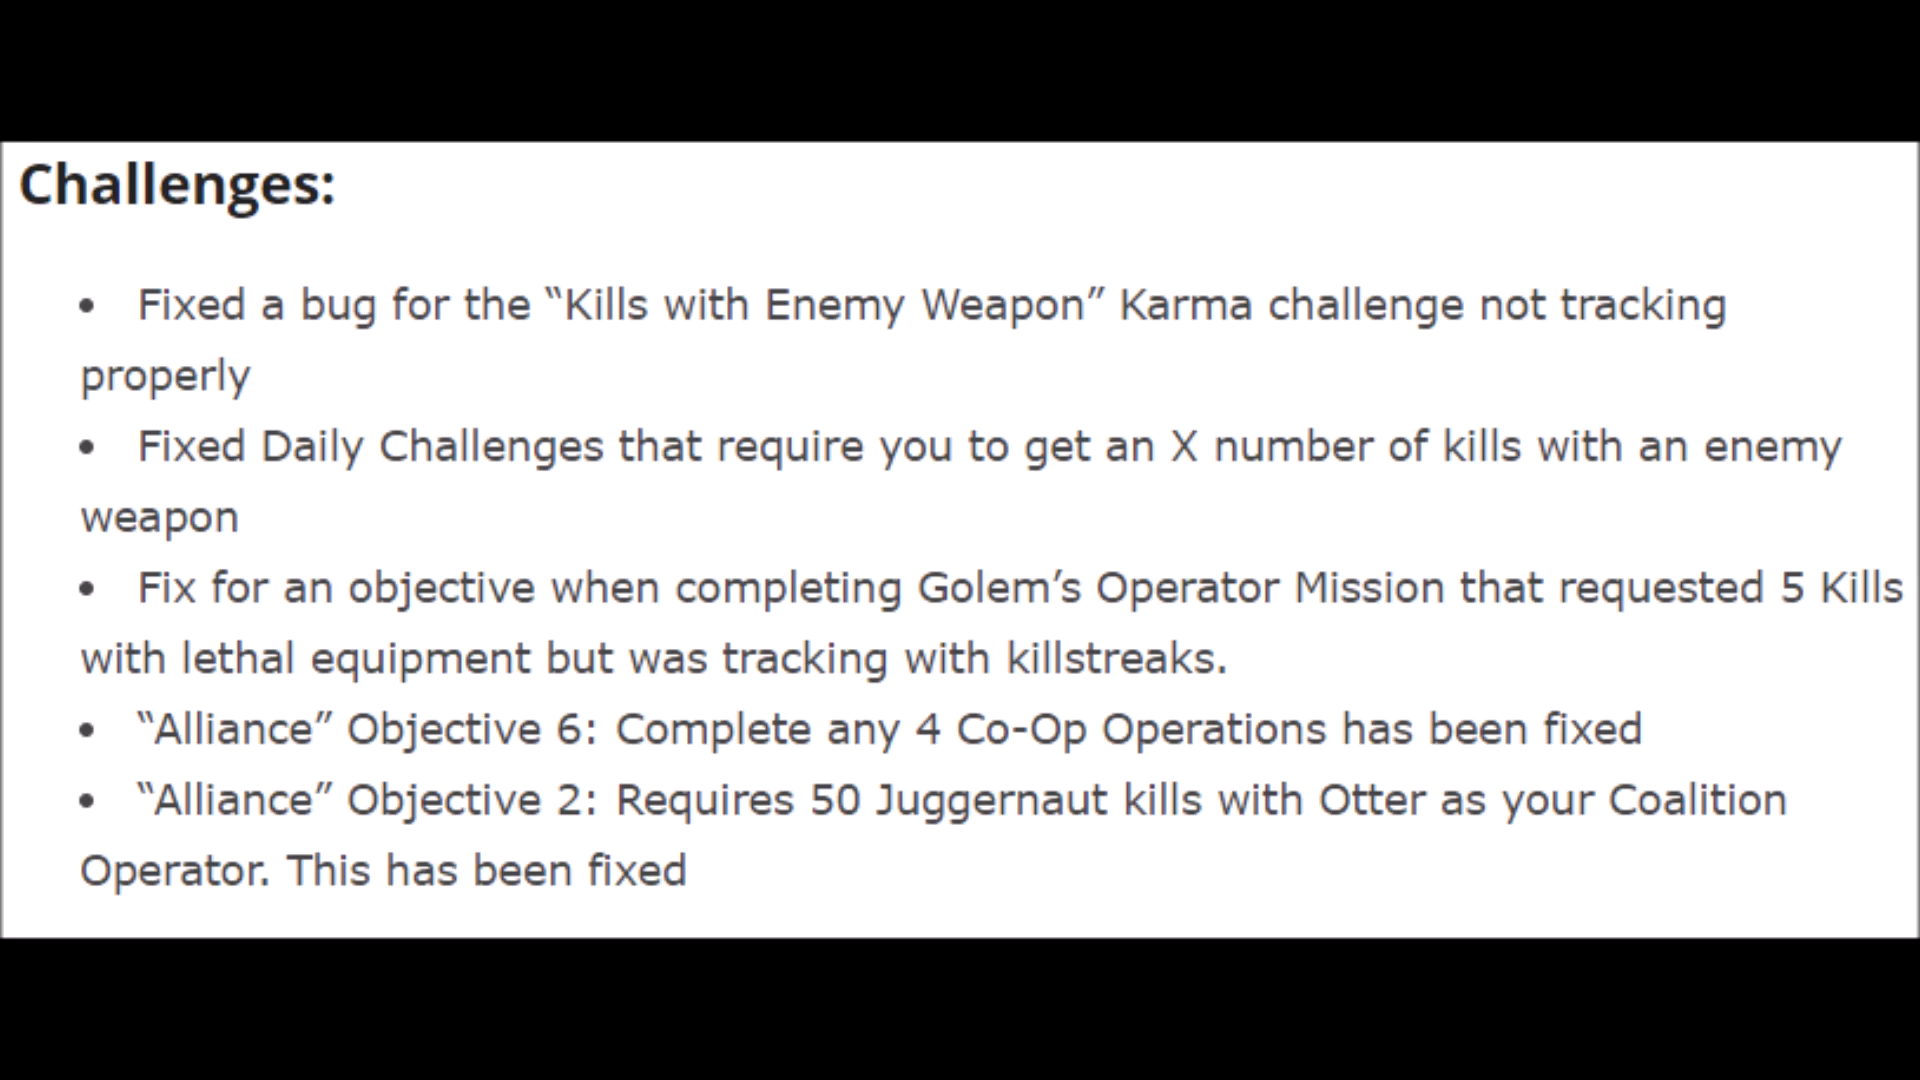 Challenges:
• Fixed a bug for the “Kills with Enemy Weapon” Karma challenge not tracking
properly
• Fixed Daily Challenges that require you to get an X number of kills with an enemy
weapon
• Fix for an objective when completing Golem’s Operator Mission that requested 5 Kills
with lethal equipment but was tracking with killstreaks.
• “Alliance” Objective 6: Complete any 4 Co-Op Operations has been fixed
• “Alliance” Objective 2: Requires 50 Juggernaut kills with Otter as your Coalition
Operator. This has been fixed